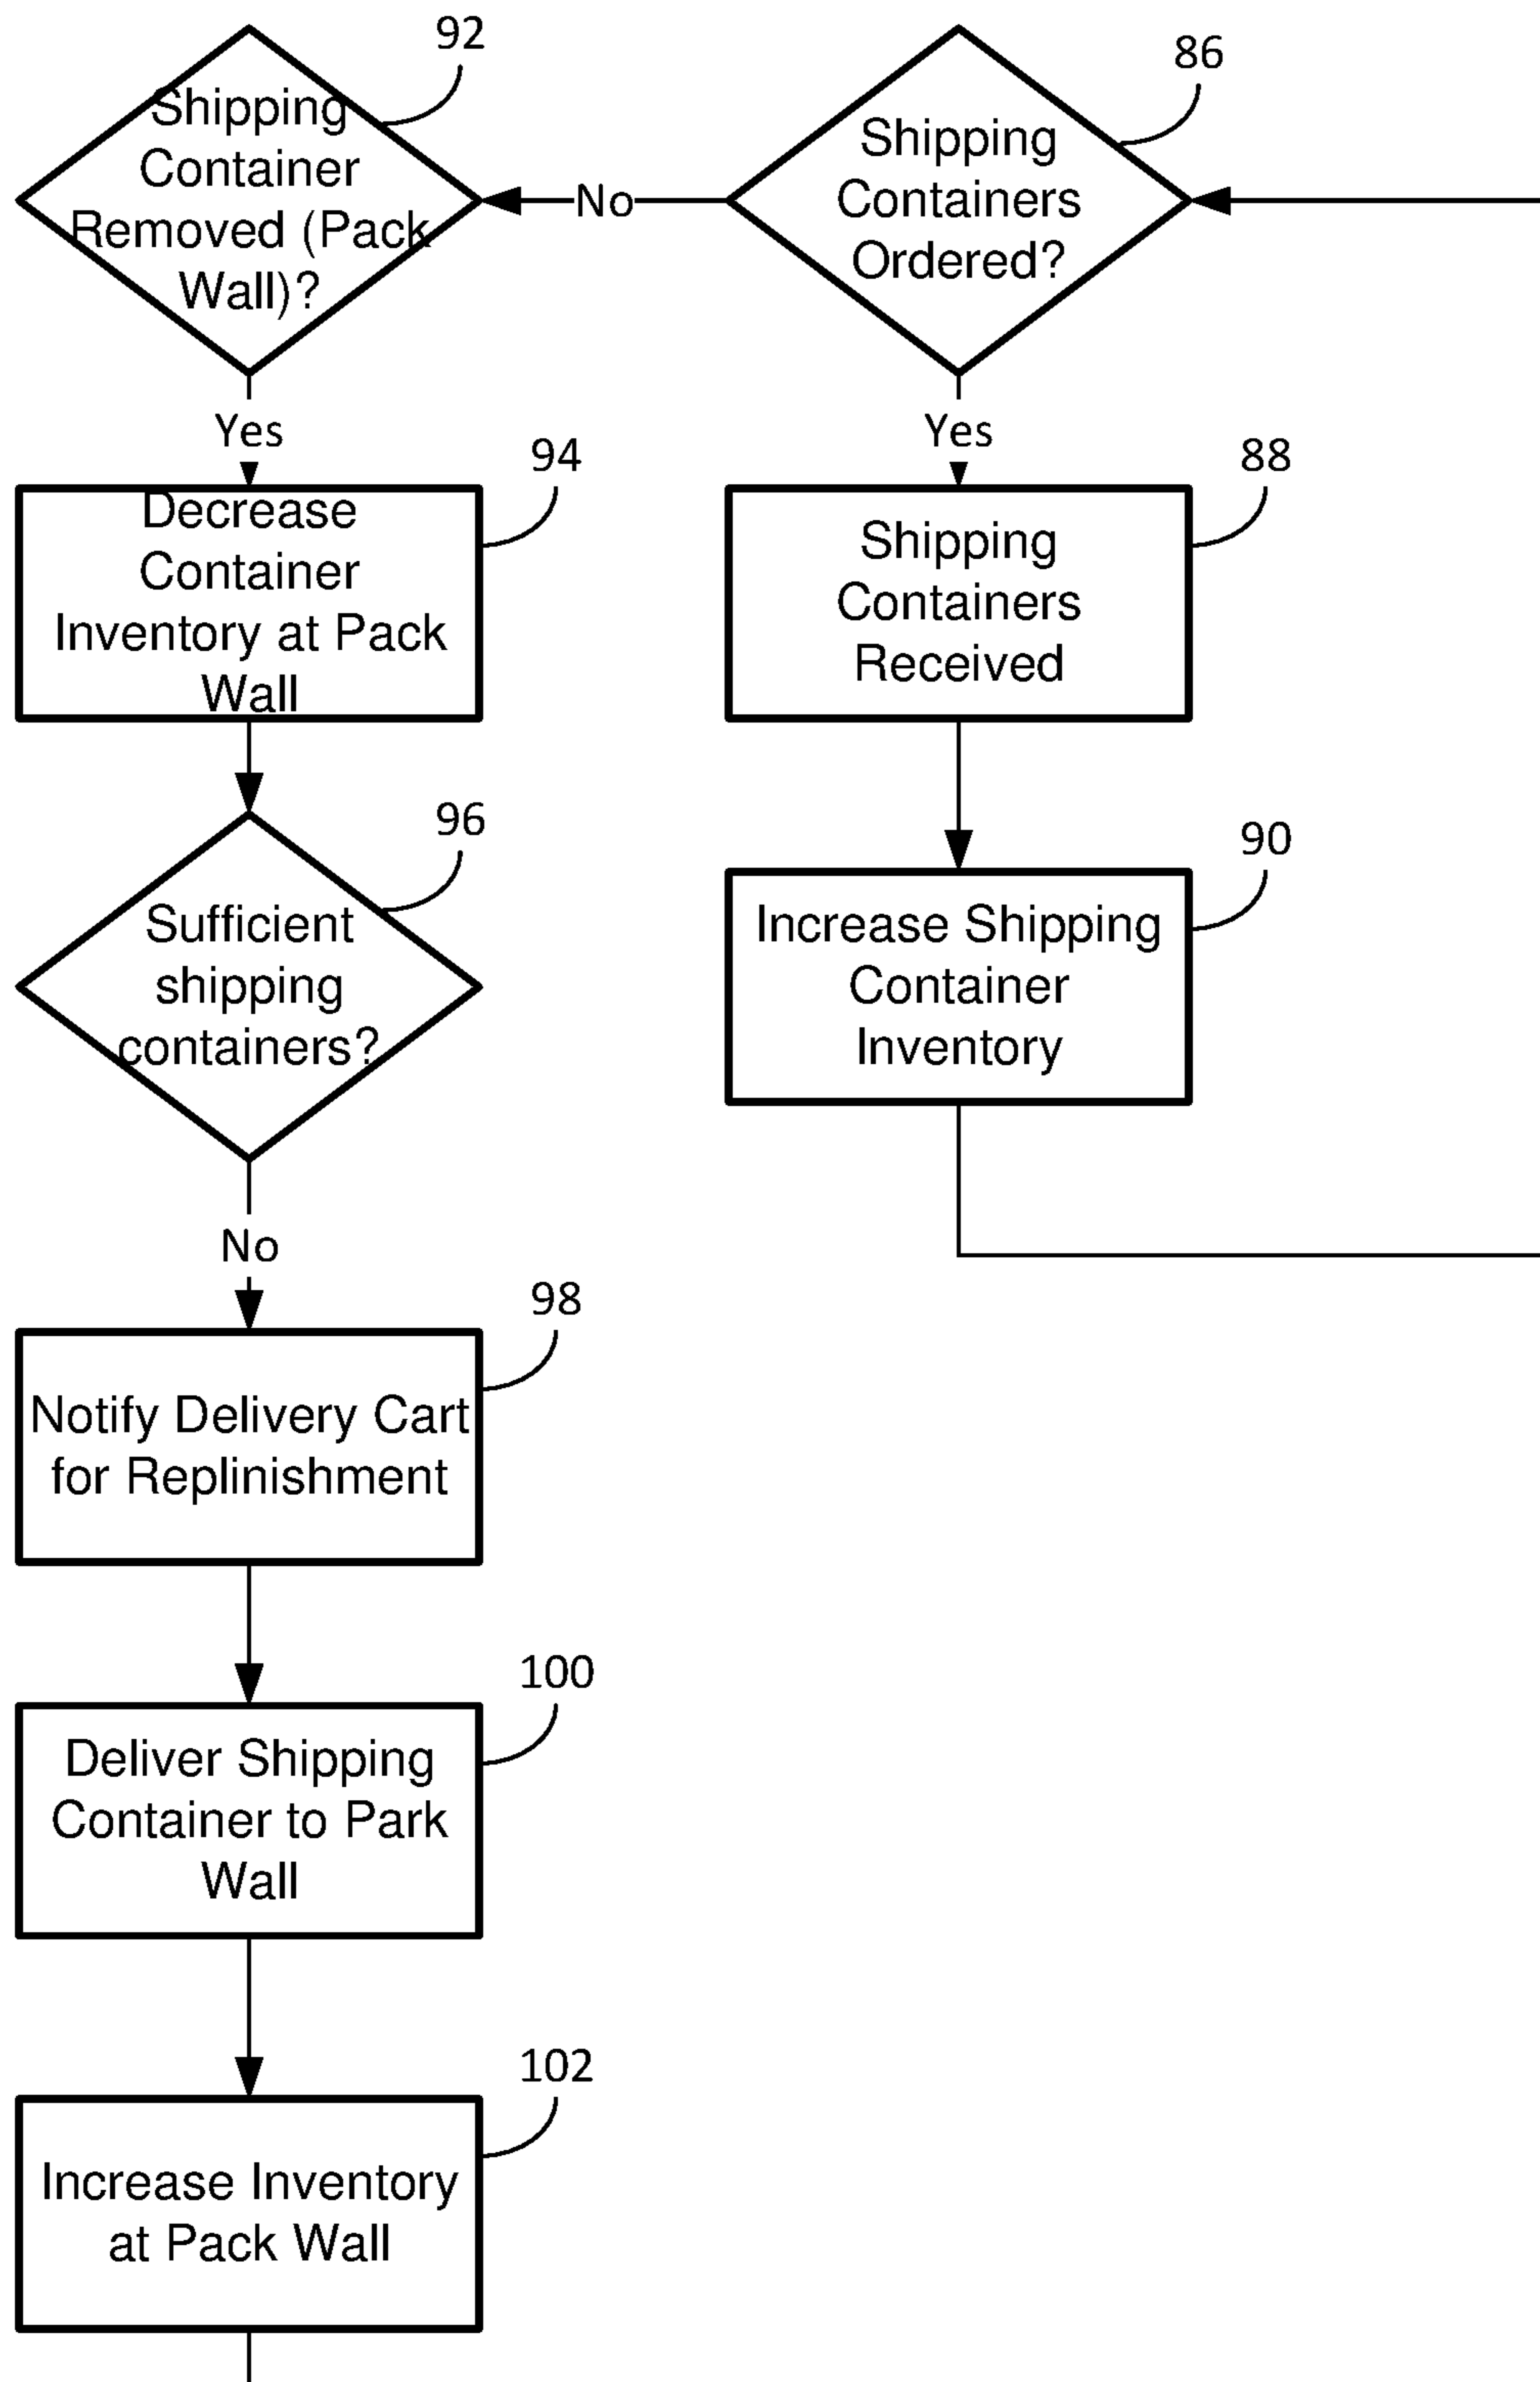 92
Shipping
Container
Removed (Pack
Wall)?
No
86
Shipping
Containers
Ordered?
Yes
94
Decrease
Container
Inventory at Pack
Wall
Yes
88
Shipping
Containers
Received
96
Sufficient
shipping
containers?
90
Increase Shipping
Container
Inventory
No
98
Notify Delivery Cart
for Replinishment
100
Deliver Shipping
Container to Park
Wall
102
Increase Inventory
at Pack Wall